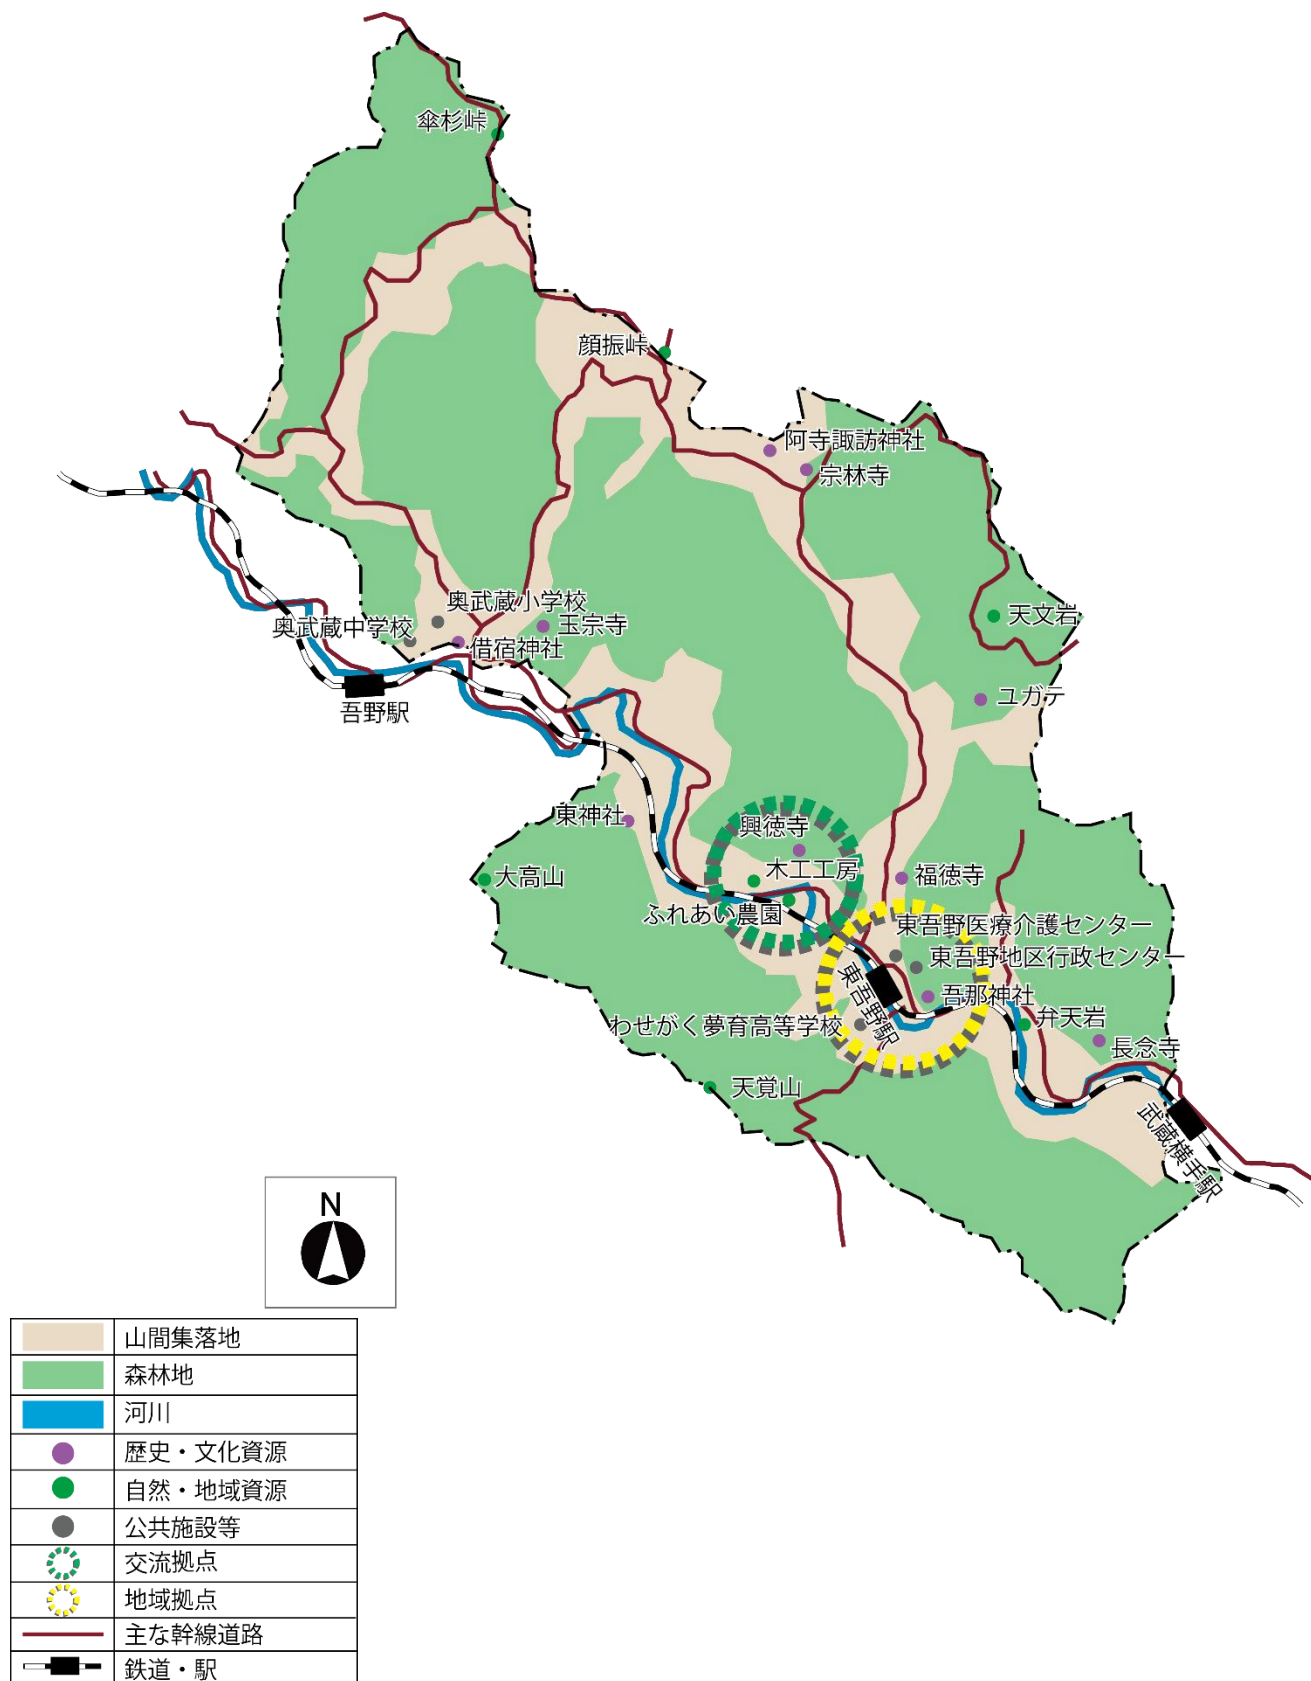 傘杉峠
顔振峠
阿寺諏訪神社
宗林寺
奥武蔵小学校
奥武蔵中学校
玉宗寺
借宿神社
天文岩
ユガテ
吾野駅
東神社
興徳寺
木工工房
大高山
福徳寺
ふれあい農園
東吾野医療介護センター
東吾野地区行政センター
東吾野駅
吾那神社
わせがく夢育高等学校
弁天岩
長念寺
天覚山
武蔵横手駅
N
山間集落地
森林地
河川
歴史・文化資源
自然・地域資源
公共施設等
交流拠点
地域拠点
主な幹線道路
鉄道・駅